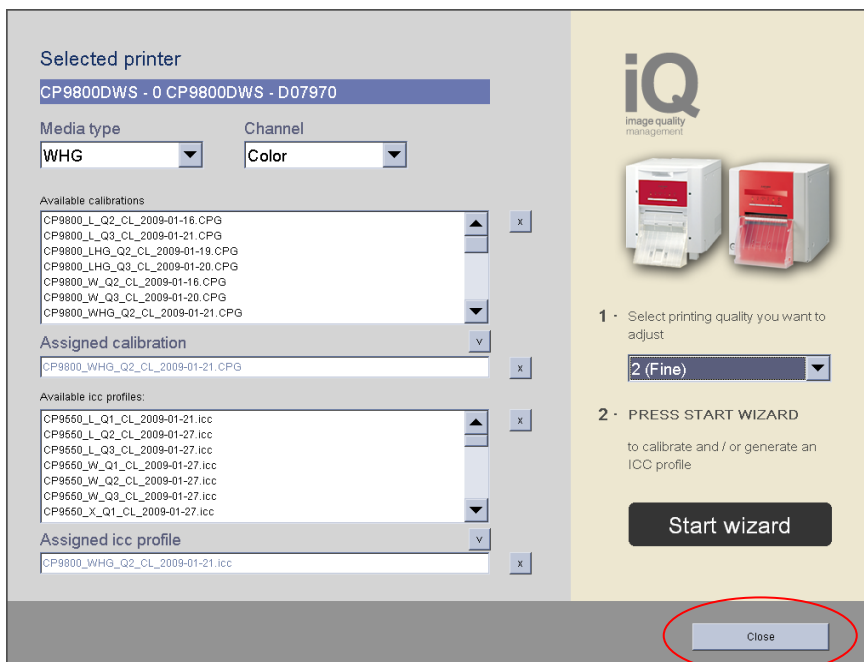 Selected printer
CP9800DWS - 0 CP9800DWS - D07970
Media type
Channel
WHG
Color
Available calibrations
CP9800_L_Q2_CL_2009-01-16.CPG
CP9800_L_Q3_CL_2009-01-21.CPG
CP9800_LHG_Q2_CL_2009-01-19.CPG
CP9800_LHG_Q3_CL_2009-01-20.CPG
CP9800_W_Q2_CL_2009-01-16.CPG
CP9800_W_Q3_CL_2009-01-20.CPG
CP9800_WHG_Q2_CL_2009-01-21.CPG
x
Assigned calibration
v
CP9800_WHG_Q2_CL_2009-01-21.CPG
x
Available icc profiles:
CP9550_L_Q1_CL_2009-01-21.icc
CP9550_L_Q2_CL_2009-01-27.icc
CP9550_L_Q3_CL_2009-01-21.icc
CP9550_W_Q1_CL_2009-01-27.icc
CP9550_W_Q2_CL_2009-01-27.icc
CP9550_W_Q3_CL_2009-01-27.icc
CP9550_X_Q1_CL_2009-01-27.icc
x
Assigned icc profile
v
CP9800_WHG_Q2_CL_2009-01-21.icc
x
iQ
image quality
management
1 · Select printing quality you want to
adjust
2 (Fine)
2 · PRESS START WIZARD
to calibrate and / or generate an
ICC profile
Start wizard
Close